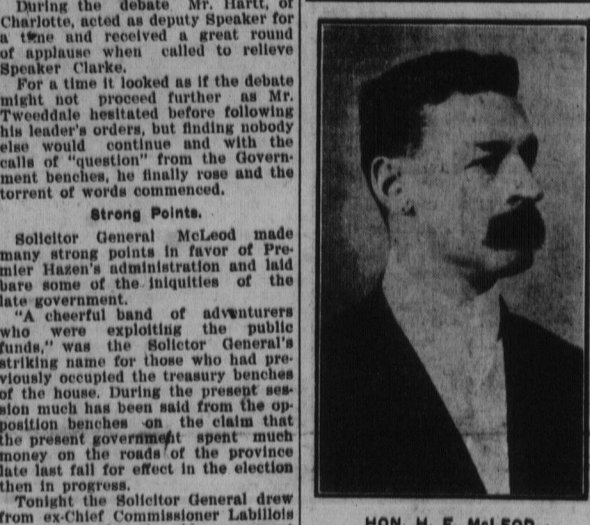 During the debate Mr. Hartt, of
Charlotte, acted as deputy Speaker for
a time and received a great round
of applause when called to relieve
Speaker Clarke.
For a time it looked as if the debate
might not proceed further as Mr.
Tweeddale hesitated before following
his leader's orders, but finding nobody
else would continue and with the
calls of "question" from the Govern-
ment benches, he finally rose and the
torrent of words commenced.
Strong Points.
Solicitor General McLeod made
many strong points in favor of Pre-
mier Hazen's administration and laid
bare some of the iniquities of the
late government.
"A cheerful band of adventurers
who were exploiting the public
funds," was the Solictor General's
striking name for those who had pre-
viously occupied the treasury benches
of the house. During the present ses-
sion much has been said from the op-
position benches on the claim that
the present government spent much
money on the roads of the province
late last fall for effect in the election
then in progress.
Tonight the Solicitor General drew
from ex-Chief Commissioner Labillois
HON. H. F. McLEOD